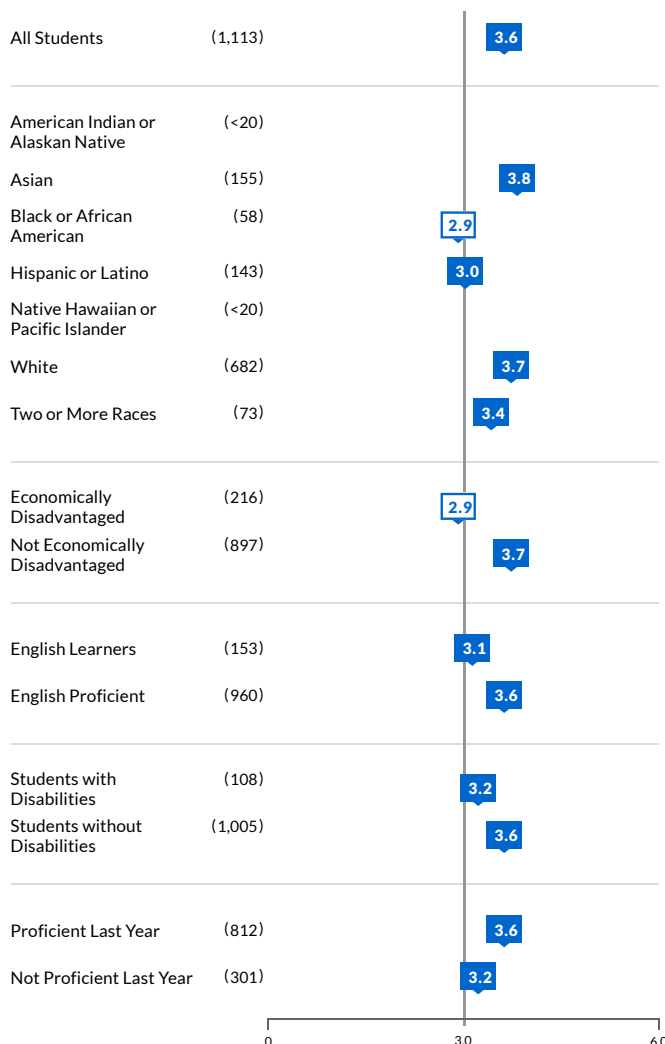 All Students (1,113) 3.6
American Indian or (<20)
Alaskan Native
Asian (155) 3.8
Black or African (58) 2.9
American
Hispanic or Latino (143) 3.0
Native Hawaiian or (<20)
Pacific Islander
White (682) 3.7
Two or More Races (73) 3.4
Economically (216) 2.9
Disadvantaged
Not Economically (897) 3.7
Disadvantaged
English Learners (153) 3.1
English Proficient (960) 3.6
Students with (108) 3.2
Disabilities
Students without (1,005) 3.6
Disabilities
Proficient Last Year (812) 3.6
Not Proficient Last Year (301) 3.2
0 3.0 6.0